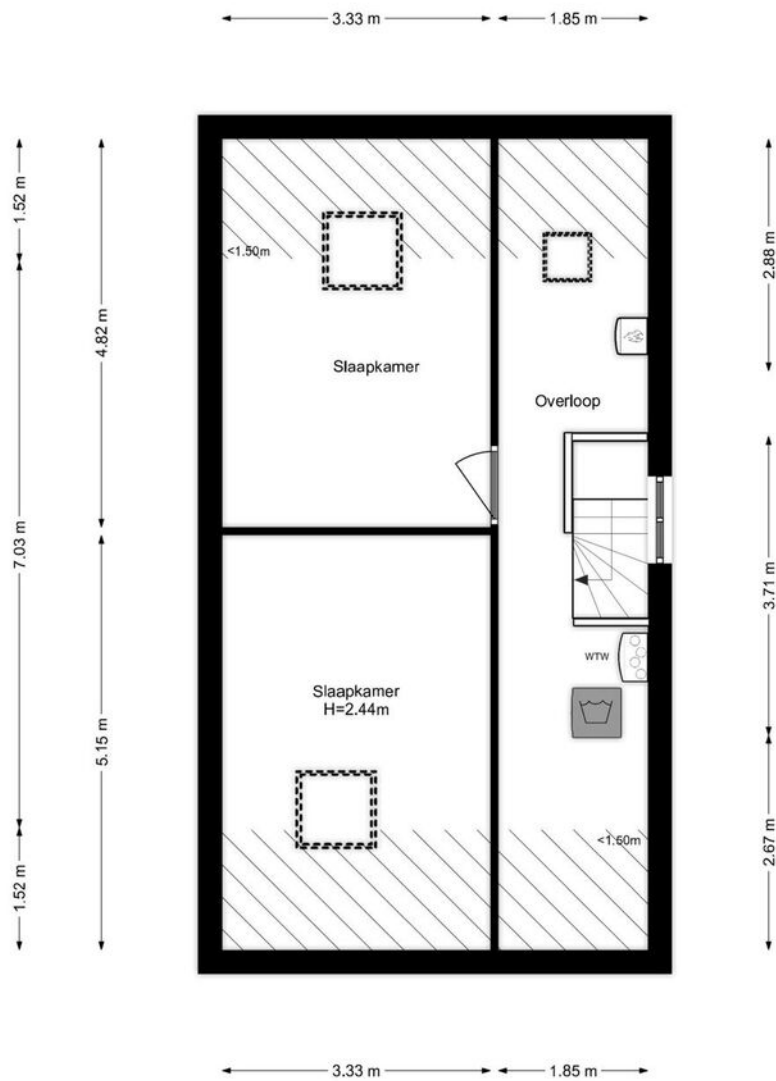 3.33 m
1.85 m
1.52 m
7.03 m
1.52 m
4.82 m
5.15 m
2.88 m
3.71 m
2.67 m
<1.50m
Slaapkamer
Overloop
WTW
Slaapkamer
H=2.44m
<1.50m
3.33 m
1.85 m